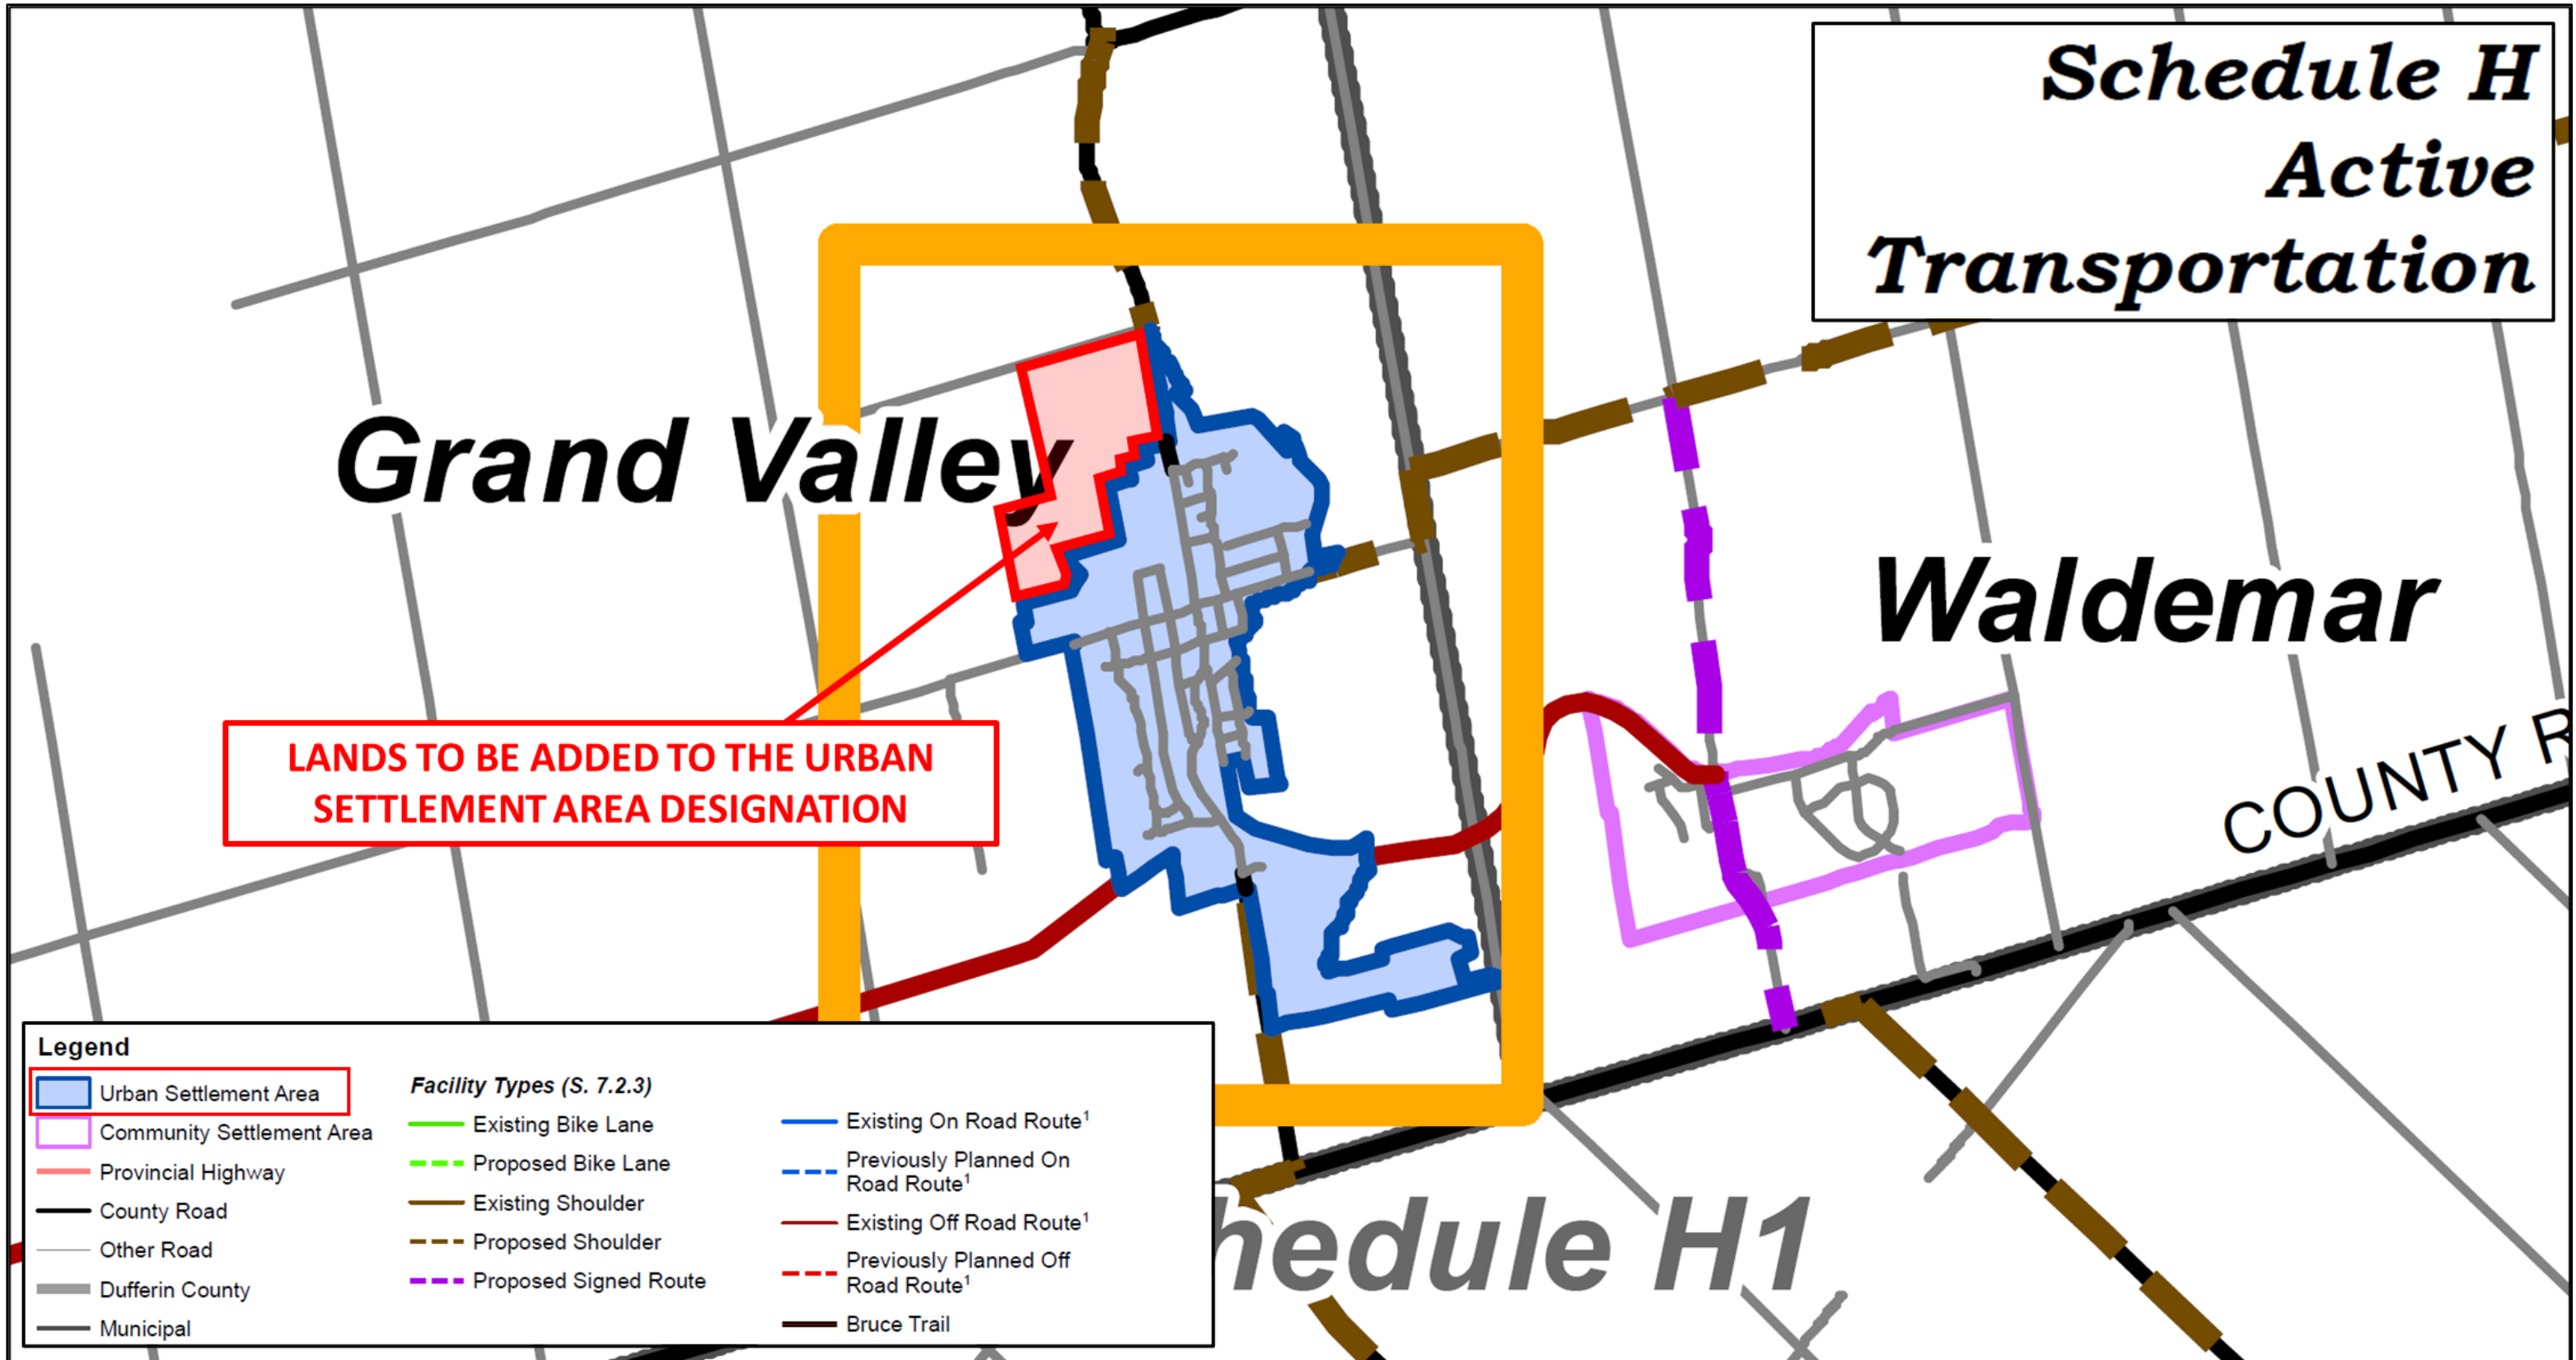 Schedule H
Active
Transportation
Grand Valley
Waldemar
LANDS TO BE ADDED TO THE URBAN
SETTLEMENT AREA DESIGNATION
COUNTY R
hedule H1
Legend
Urban Settlement Area
Community Settlement Area
Provincial Highway
County Road
Other Road
Dufferin County
Municipal
Facility Types (S. 7.2.3)
Existing Bike Lane
Proposed Bike Lane
Existing Shoulder
Proposed Shoulder
Proposed Signed Route
Existing On Road Route¹
Previously Planned On
Road Route¹
Existing Off Road Route¹
Previously Planned Off
Road Route¹
Bruce Trail